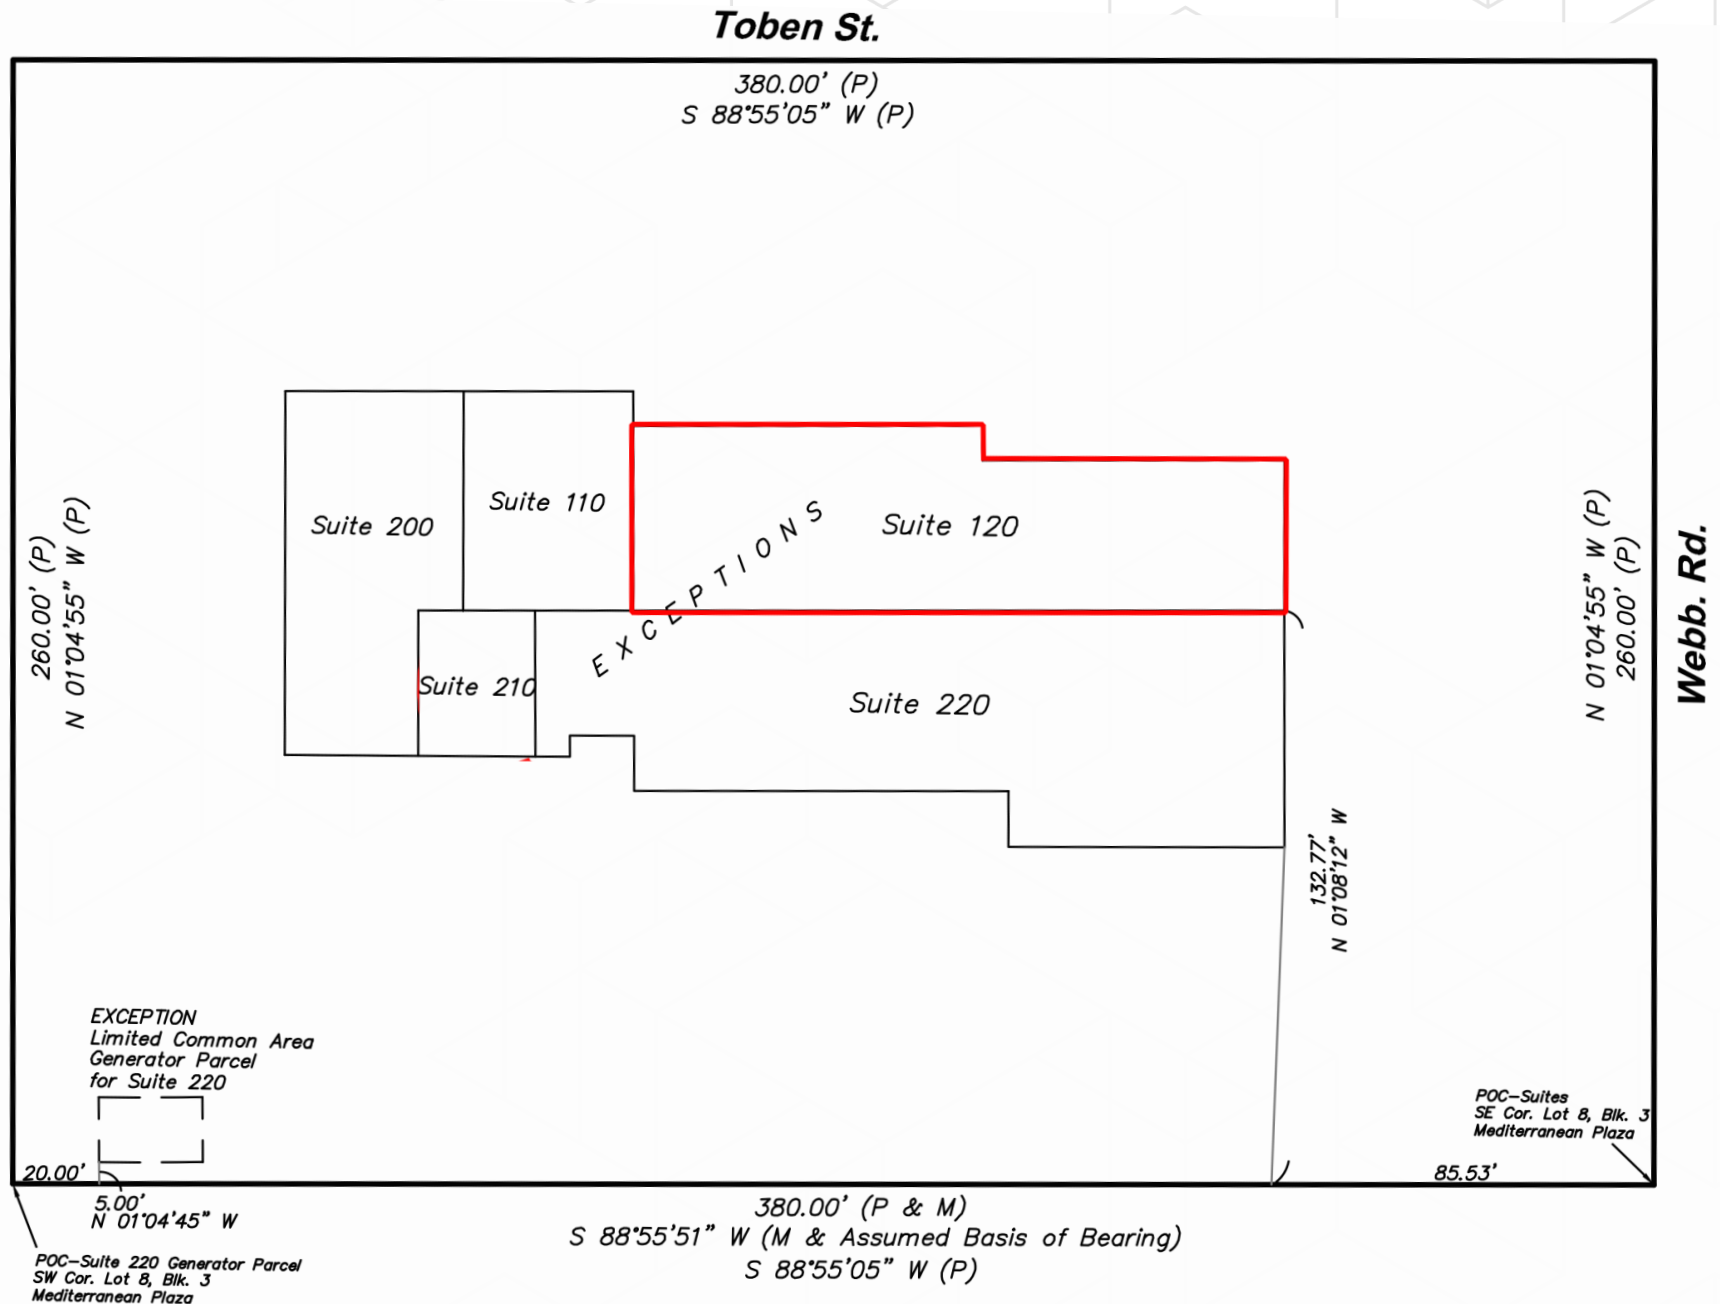 Toben St.
380.00' (P)
S 88°55'05" W (P)
Suite 200
Suite 110
EXCEPTIONS
Suite 120
Suite 210
Suite 220
260.00' (P)
N 01°04'55" W (P)
N 01°04'55" W (P)
260.00' (P)
Webb. Rd.
132.77'
N 01°08'12" W
EXCEPTION
Limited Common Area
Generator Parcel
for Suite 220
POC-Suites
SE Cor. Lot 8, Blk. 3
Mediterranean Plaza
20.00'
85.53'
5.00'
N 01°04'45" W
380.00' (P & M)
S 88°55'51" W (M & Assumed Basis of Bearing)
S 88°55'05" W (P)
POC-Suite 220 Generator Parcel
SW Cor. Lot 8, Blk. 3
Mediterranean Plaza